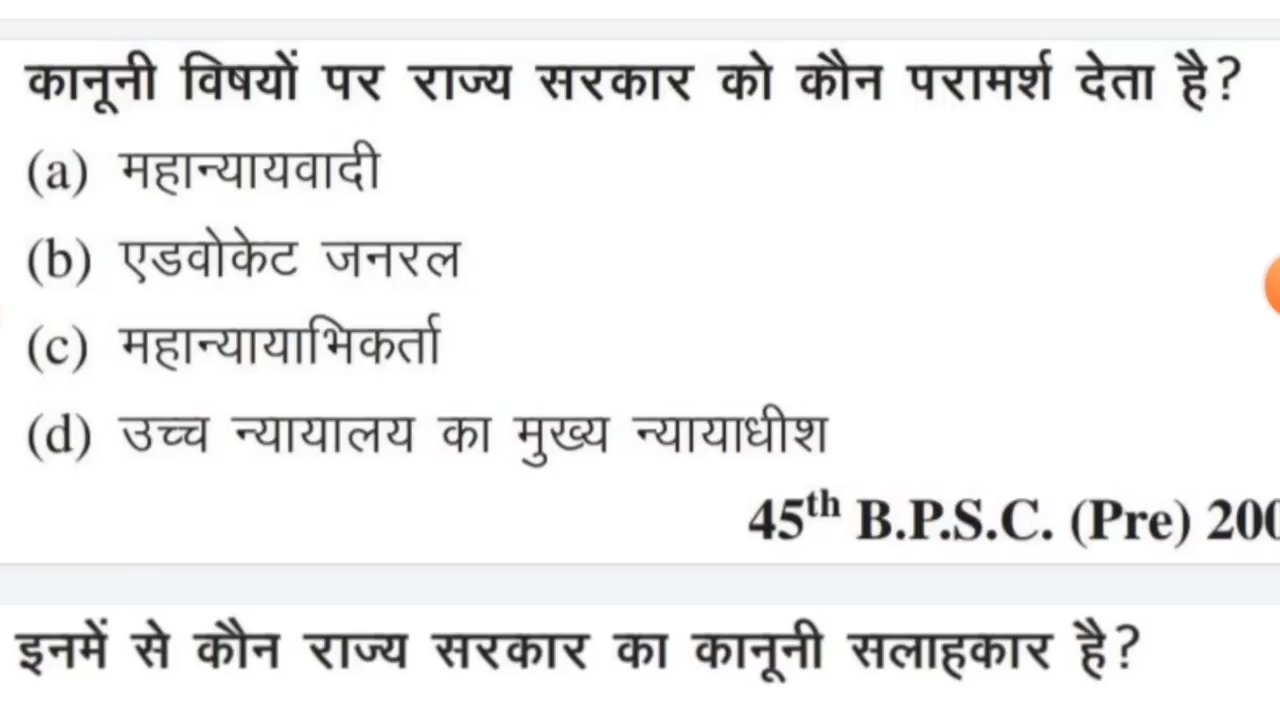 कानूनी विषयों पर राज्य सरकार को कौन परामर्श देता है?
(a) महान्यायवादी
(b) एडवोकेट जनरल
(c) महान्यायाभिकर्ता
(d) उच्च न्यायालय का मुख्य न्यायाधीश
45th B.P.S.C. (Pre)
इनमें से कौन राज्य सरकार का कानूनी सलाहकार है?